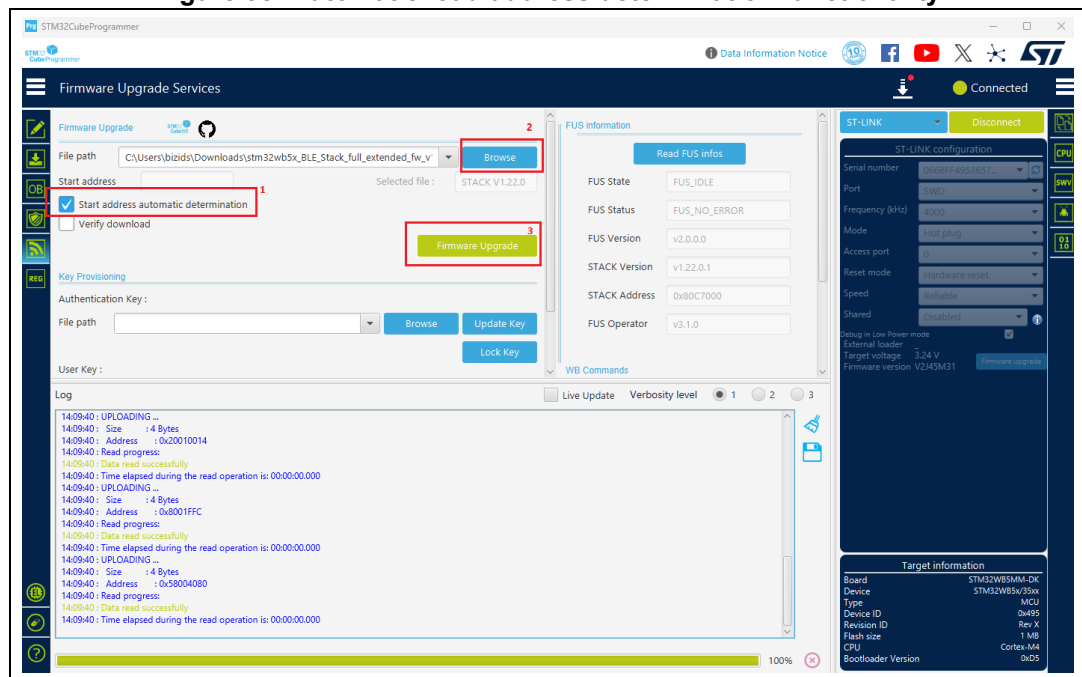 STM32CubeProgrammer
Data Information Notice
Firmware Upgrade Services
Connected
Firmware Upgrade
2
File path C:\Users\bizids\Downloads\stm32wb5x_BLE_Stack_full_extended_fw_v Browse
Start address Selected file : STACK V1.22.0
1
Start address automatic determination
Verify download
3
Firmware Upgrade
Key Provisioning
Authentication Key :
File path Browse Update Key
Lock Key
User Key :
FUS information
Read FUS infos
FUS State FUS_IDLE
FUS Status FUS_NO_ERROR
FUS Version v2.0.0.0
STACK Version v1.22.0.1
STACK Address 0x80C7000
FUS Operator v3.1.0
WB Commands
Log Live Update Verbosity level 1 2 3
14:09:40 : UPLOADING ...
14:09:40 : Size : 4 Bytes
14:09:40 : Address : 0x20010014
14:09:40 : Read progress:
14:09:40 : Data read successfully
14:09:40 : Time elapsed during the read operation is: 00:00:00.000
14:09:40 : UPLOADING ...
14:09:40 : Size : 4 Bytes
14:09:40 : Address : 0x8001FFC
14:09:40 : Read progress:
14:09:40 : Data read successfully
14:09:40 : Time elapsed during the read operation is: 00:00:00.000
14:09:40 : UPLOADING ...
14:09:40 : Size : 4 Bytes
14:09:40 : Address : 0x58004080
14:09:40 : Read progress:
14:09:40 : Data read successfully
14:09:40 : Time elapsed during the read operation is: 00:00:00.000
100%
ST-LINK Disconnect
ST-LINK configuration
Serial number 066BFF4953657...
Port SWD
Frequency (kHz) 4000
Mode Hot plug
Access port 0
Reset mode Hardware reset
Speed Reliable
Shared Disabled
Debug in Low Power mode
External loader _
Target voltage 3.24 V
Firmware version V2J45M31 Firmware upgrade
Target information
Board STM32WB5MM-DK
Device STM32WB5x/35xx
Type MCU
Device ID 0x495
Revision ID Rev X
Flash size 1 MB
CPU Cortex-M4
Bootloader Version 0xD5
OB
REG
CPU
SWV